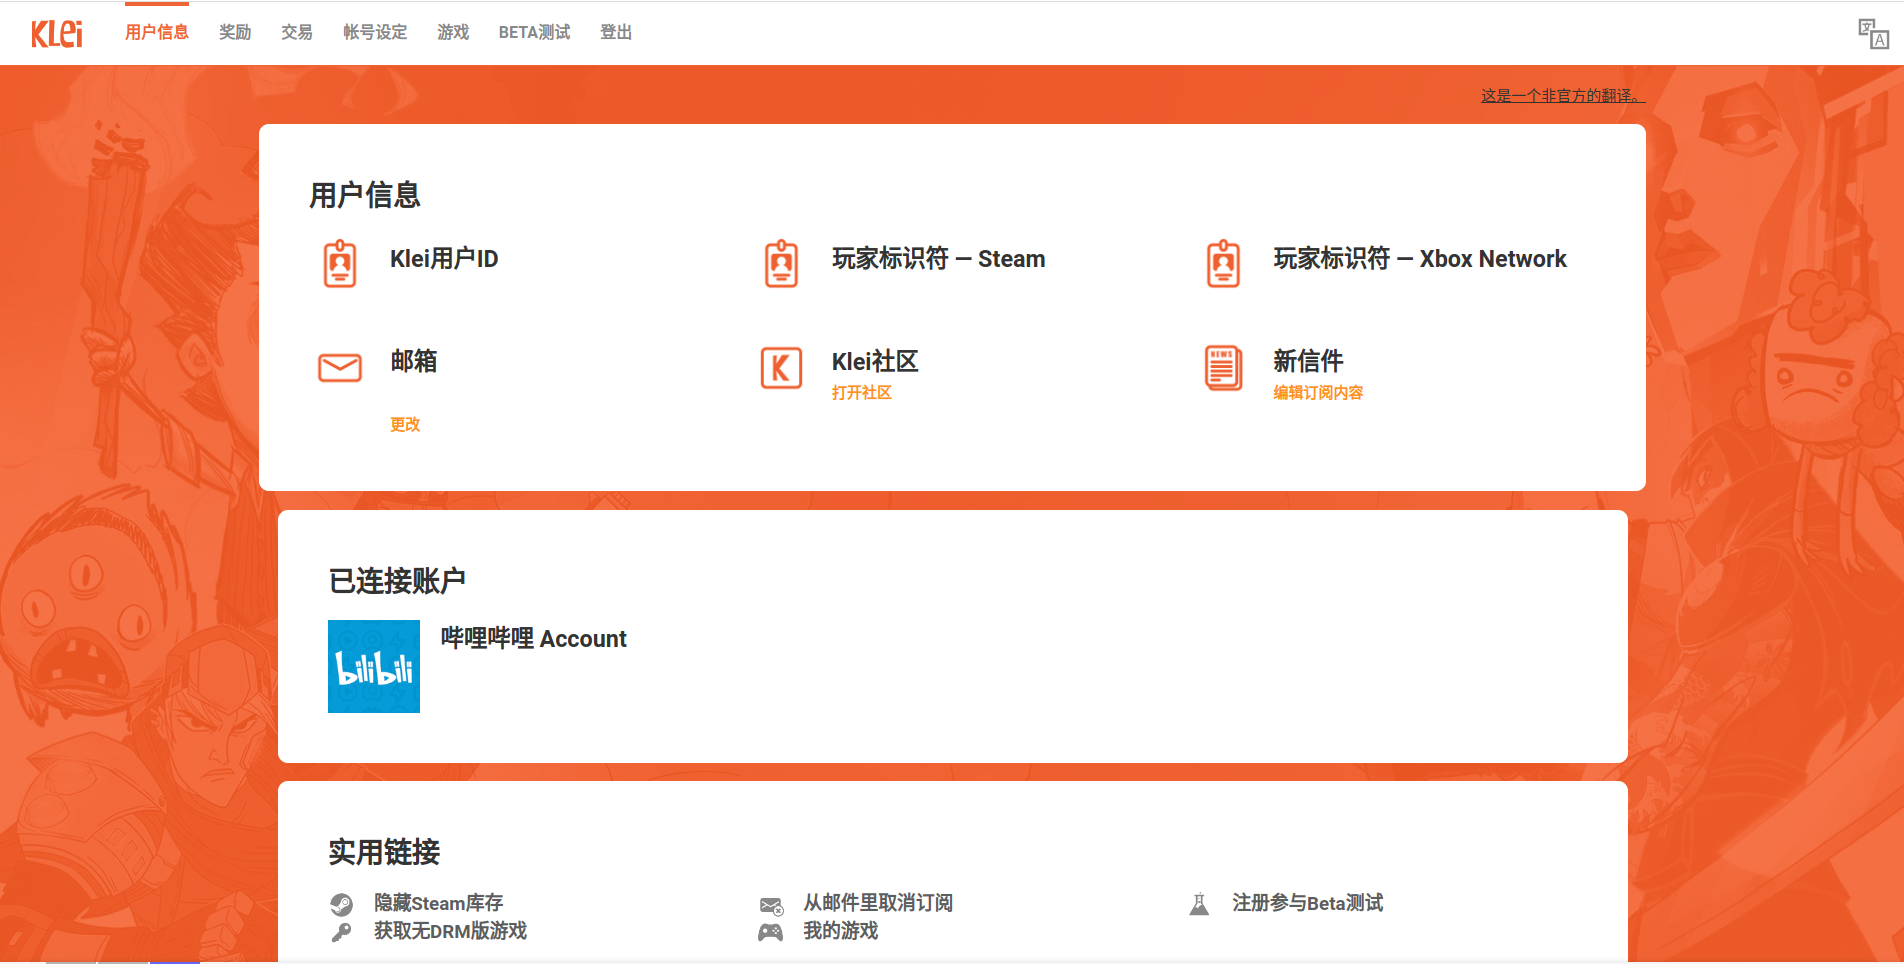 Klei 用户信息 奖励 交易 帐号设定 游戏 BETA测试 登出
这是一个非官方的翻译。
用户信息
Klei用户ID
玩家标识符 – Steam
玩家标识符 – Xbox Network
邮箱
更改
Klei社区
打开社区
NEWS
新信件
编辑订阅内容
已连接账户
bilibili
哔哩哔哩 Account
实用链接
隐藏Steam库存
从邮件里取消订阅
注册参与Beta测试
获取无DRM版游戏
我的游戏